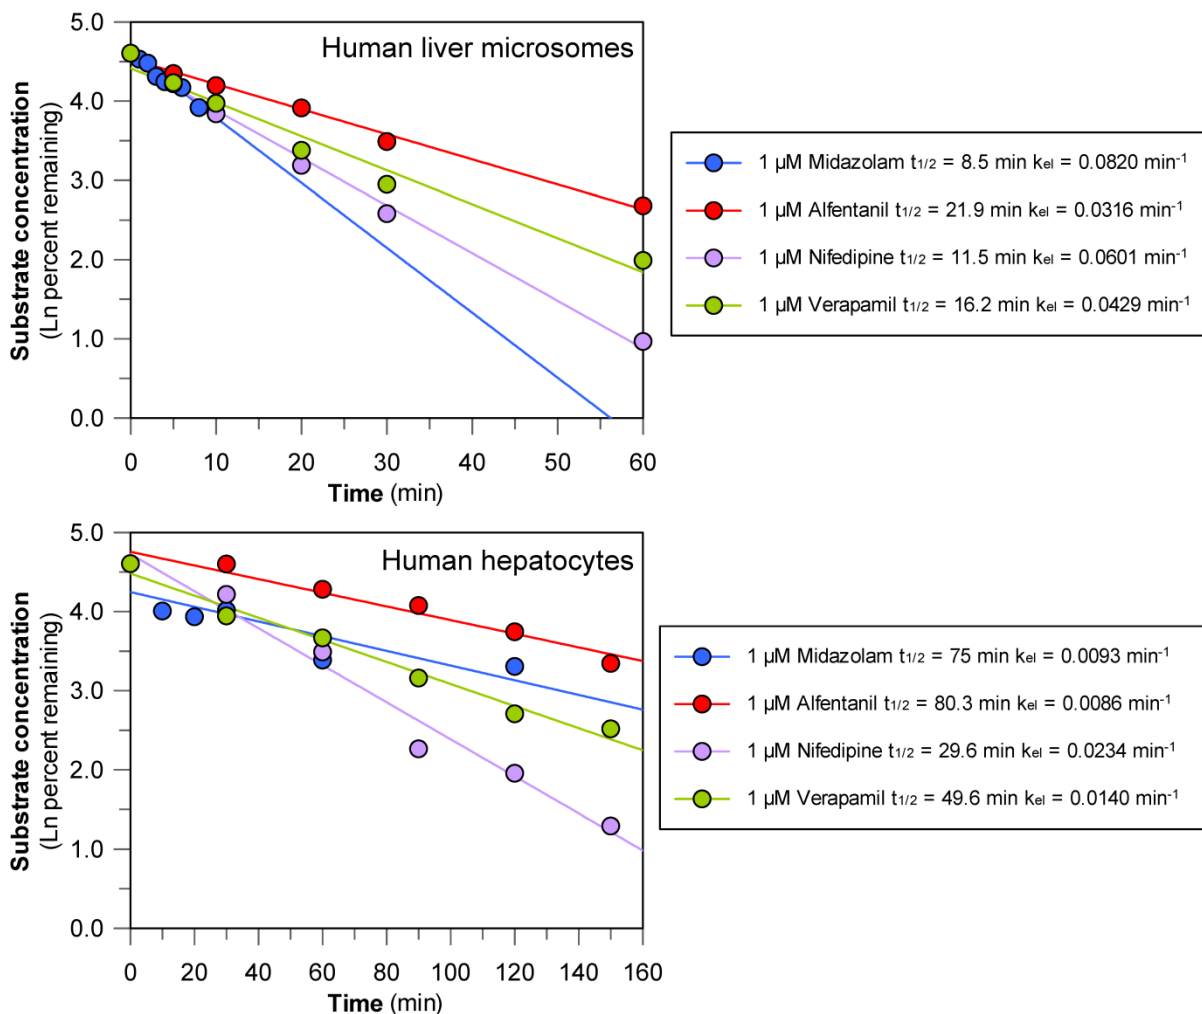 Human liver microsomes
5.0
4.0
3.0
2.0
1.0
0.0
Substrate concentration
(Ln percent remaining)
0 10 20 30 40 50 60
Time (min)
1 µM Midazolam t1/2 = 8.5 min kel = 0.0820 min-1
1 µM Alfentanil t1/2 = 21.9 min kel = 0.0316 min-1
1 µM Nifedipine t1/2 = 11.5 min kel = 0.0601 min-1
1 µM Verapamil t1/2 = 16.2 min kel = 0.0429 min-1
Human hepatocytes
5.0
4.0
3.0
2.0
1.0
0.0
Substrate concentration
(Ln percent remaining)
0 20 40 60 80 100 120 140 160
Time (min)
1 µM Midazolam t1/2 = 75 min kel = 0.0093 min-1
1 µM Alfentanil t1/2 = 80.3 min kel = 0.0086 min-1
1 µM Nifedipine t1/2 = 29.6 min kel = 0.0234 min-1
1 µM Verapamil t1/2 = 49.6 min kel = 0.0140 min-1